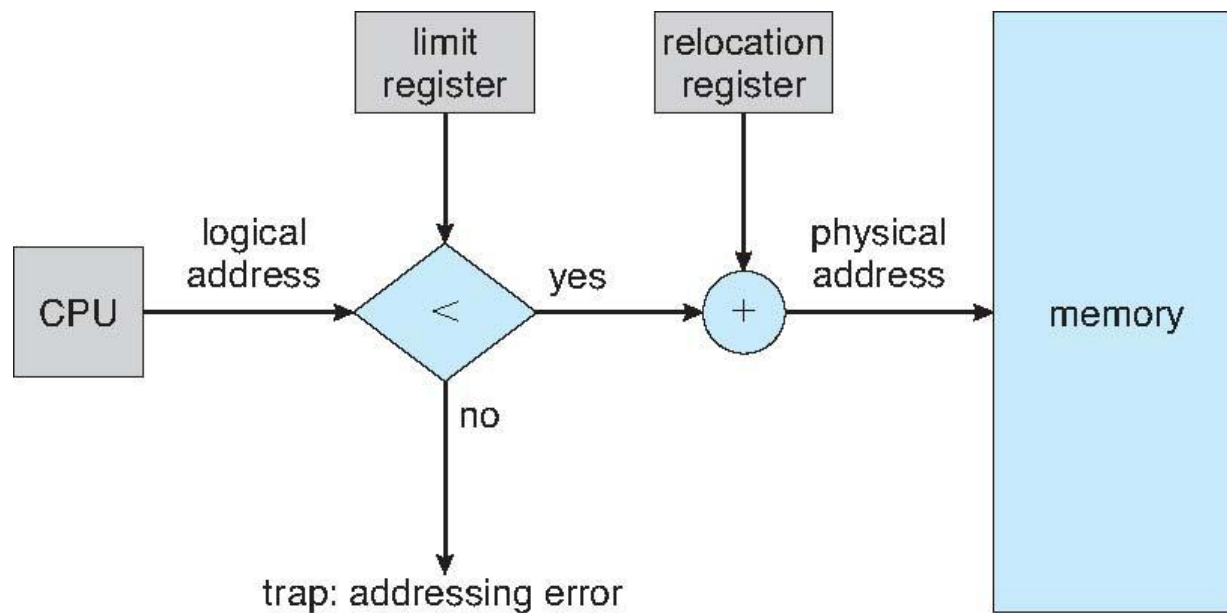 limit
register
relocation
register
logical
address
physical
address
CPU
<
yes
+
memory
no
trap: addressing error